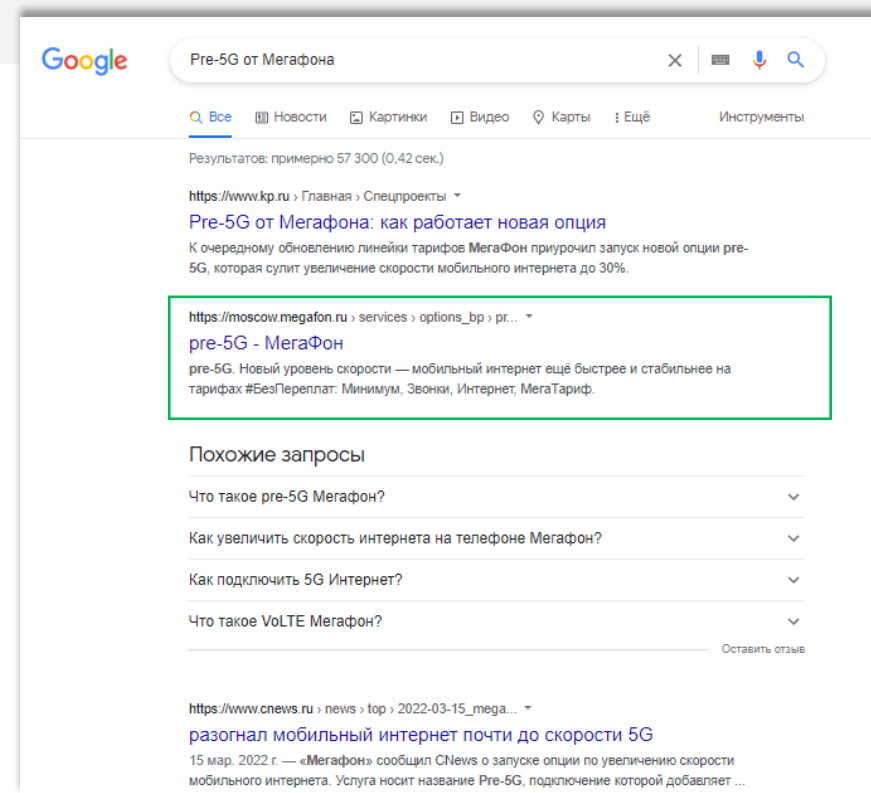 Google
Pre-5G от Мегафона
Все Новости Картинки Видео Карты Ещё Инструменты
Результатов: примерно 57 300 (0,42 сек.)
https://www.kp.ru › Главная › Спецпроекты
Pre-5G от Мегафона: как работает новая опция
К очередному обновлению линейки тарифов МегаФон приурочил запуск новой опции pre-
5G, которая сулит увеличение скорости мобильного интернета до 30%.
https://moscow.megafon.ru › services › options_bp › pr...
pre-5G - МегаФон
pre-5G. Новый уровень скорости — мобильный интернет ещё быстрее и стабильнее на
тарифах #БезПереплат: Минимум, Звонки, Интернет, МегаТариф.
Похожие запросы
Что такое pre-5G Мегафон?
Как увеличить скорость интернета на телефоне Мегафон?
Как подключить 5G Интернет?
Что такое VoLTE Мегафон?
Оставить отзыв
https://www.cnews.ru › news › top › 2022-03-15_mega...
разогнал мобильный интернет почти до скорости 5G
15 мар. 2022 г. — «Мегафон» сообщил CNews о запуске опции по увеличению скорости
мобильного интернета. Услуга носит название Pre-5G, подключение которой добавляет ...